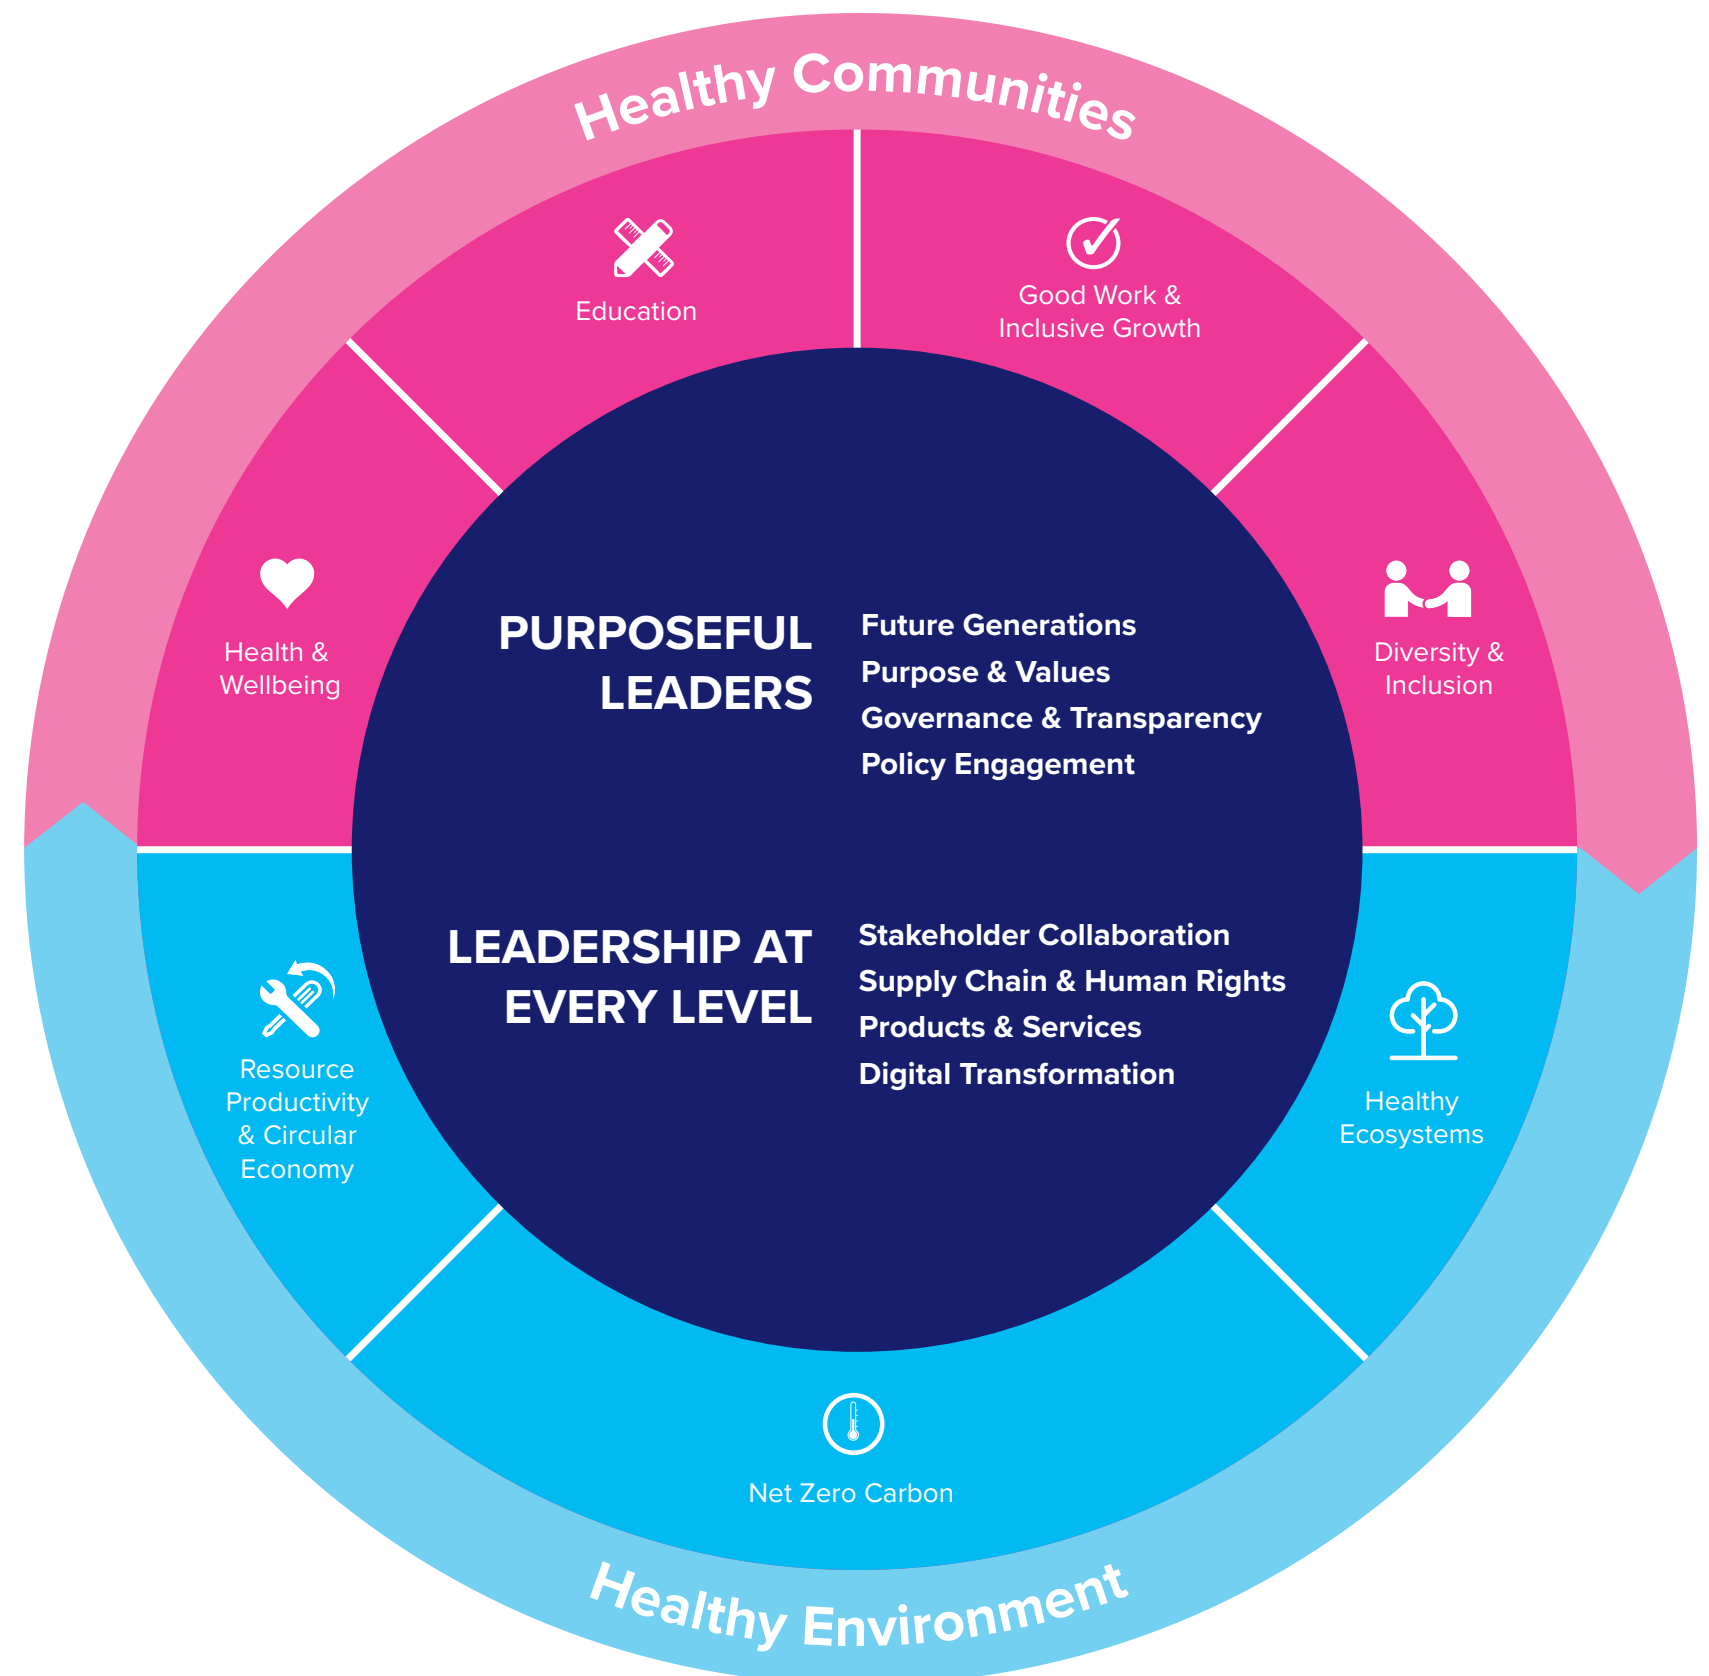 Healthy Communities
Education
Good Work &
Inclusive Growth
Health &
Wellbeing
Diversity &
Inclusion
PURPOSEFUL
LEADERS
Future Generations
Purpose & Values
Governance & Transparency
Policy Engagement
LEADERSHIP AT
EVERY LEVEL
Stakeholder Collaboration
Supply Chain & Human Rights
Products & Services
Digital Transformation
Resource
Productivity
& Circular
Economy
Healthy
Ecosystems
Net Zero Carbon
Healthy Environment